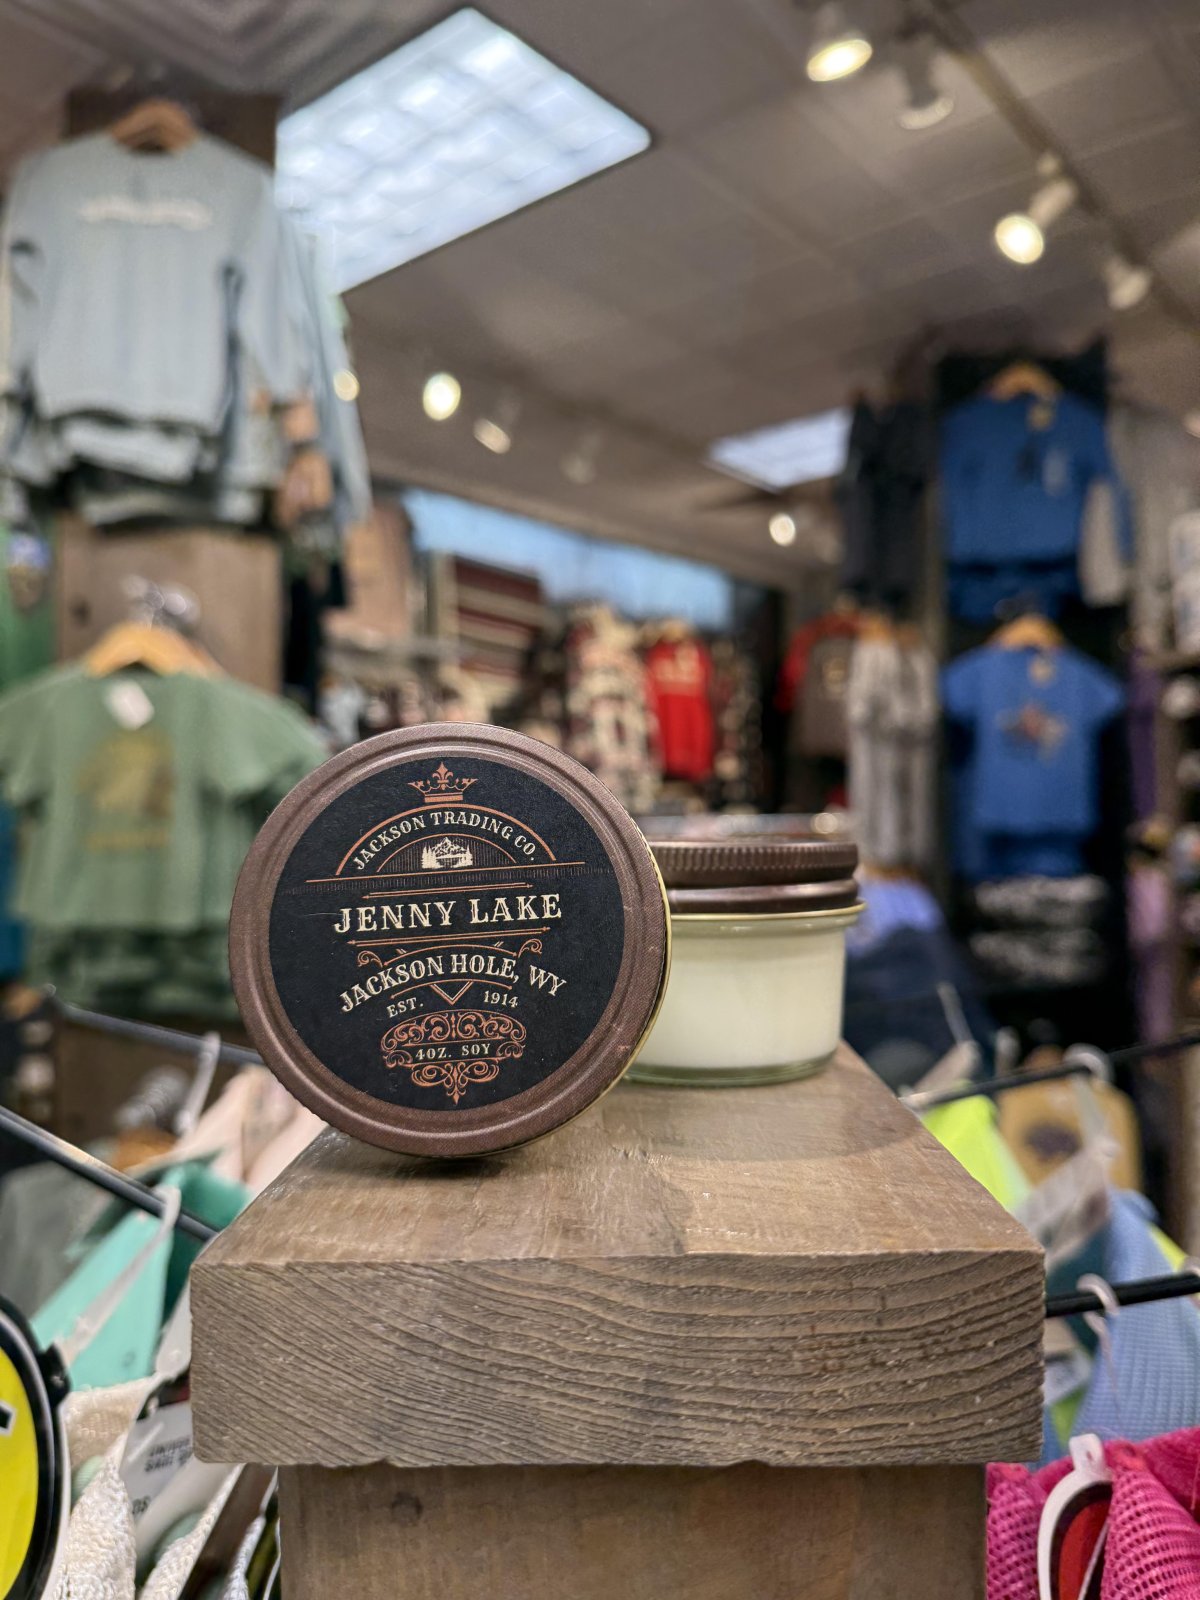 JACKSON TRADING CO.
JENNY LAKE
JACKSON HOLE, WY
EST. 1914
4OZ. SOY